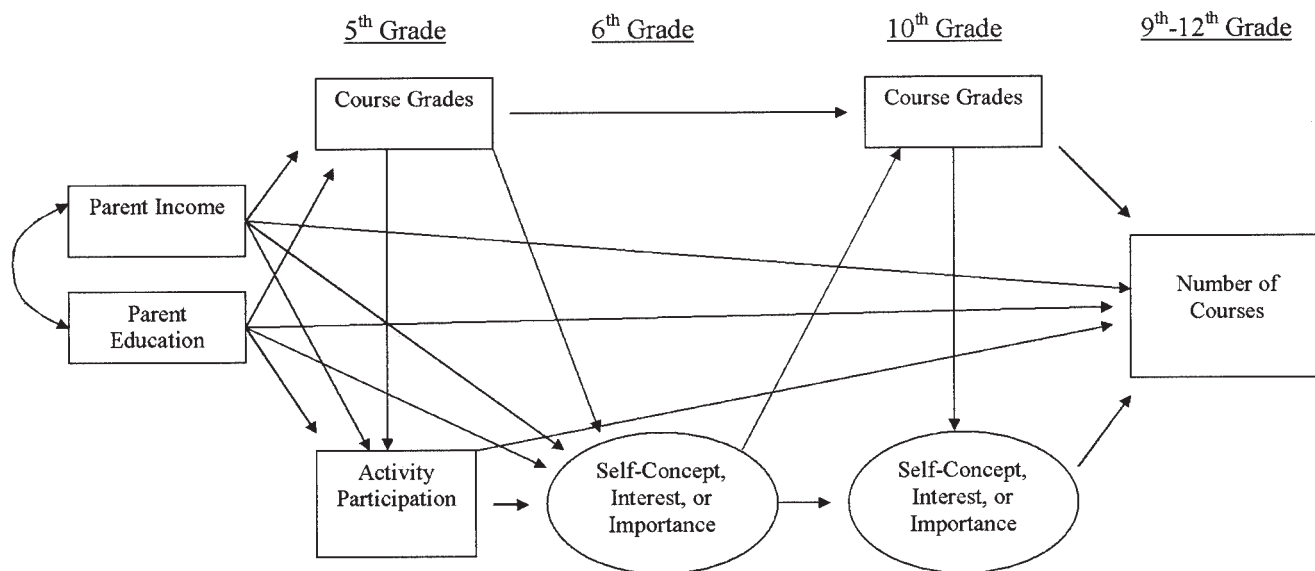 5th Grade
6th Grade
10th Grade
9th-12th Grade
Course Grades
Course Grades
Parent Income
Parent
Education
Number of
Courses
Activity
Participation
Self-Concept,
Interest, or
Importance
Self-Concept,
Interest, or
Importance